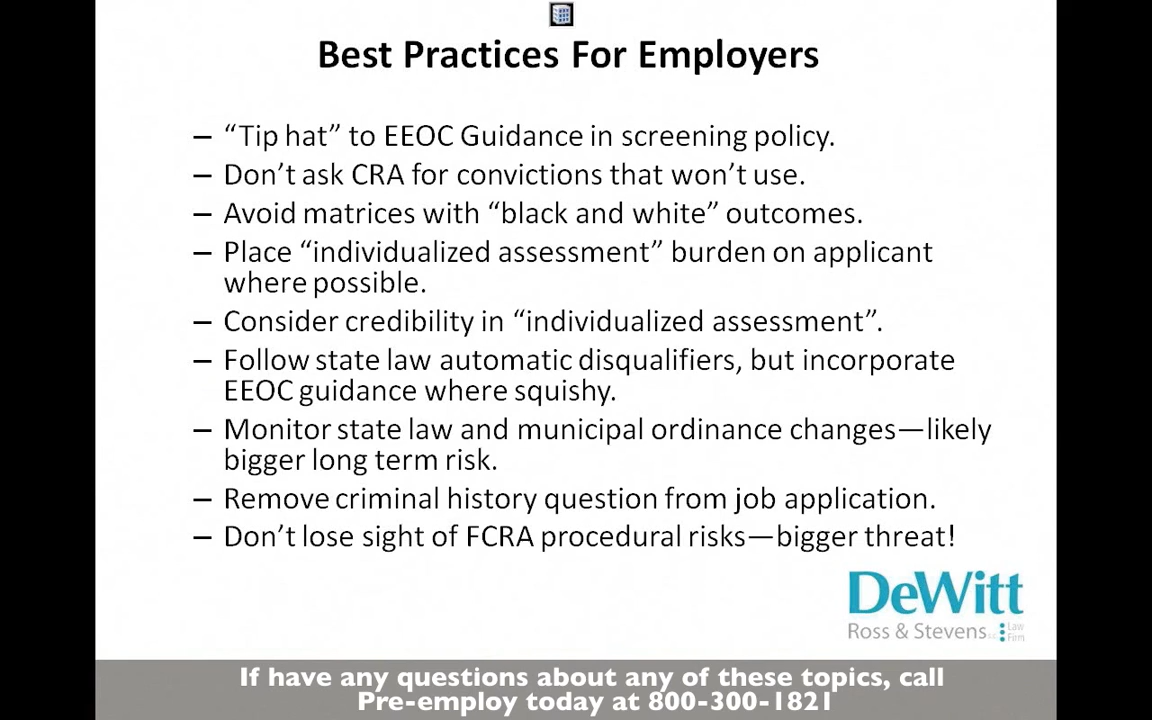 Best Practices For Employers
– “Tip hat” to EEOC Guidance in screening policy.
– Don’t ask CRA for convictions that won’t use.
– Avoid matrices with “black and white” outcomes.
– Place “individualized assessment” burden on applicant
where possible.
– Consider credibility in “individualized assessment”.
– Follow state law automatic disqualifiers, but incorporate
EEOC guidance where squishy.
– Monitor state law and municipal ordinance changes—likely
bigger long term risk.
– Remove criminal history question from job application.
– Don’t lose sight of FCRA procedural risks—bigger threat!
DeWitt
Ross & Stevens Law
Firm
If have any questions about any of these topics, call
Pre-employ today at 800-300-1821